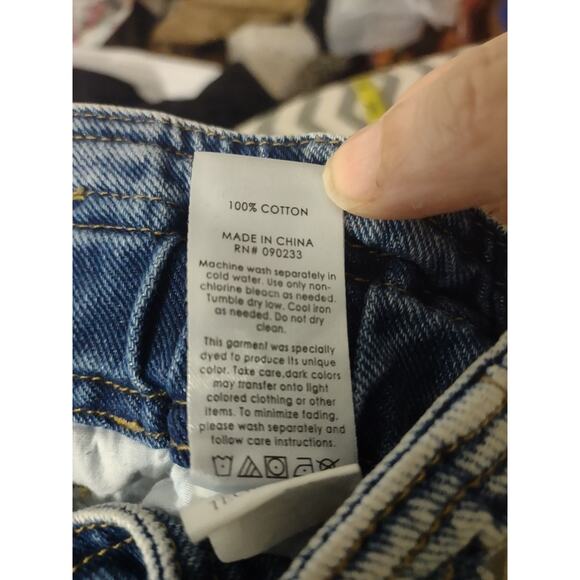 100% COTTON
MADE IN CHINA
RN# 090233
Machine wash separately in
cold water. Use only non-
chlorine bleach as needed.
Tumble dry low. Cool iron
as needed. Do not dry
clean.
This garment was specially
dyed to produce its unique
color. Take care, dark colors
may transfer onto light
colored clothing or other
items. To minimize fading,
please wash separately and
follow care instructions.